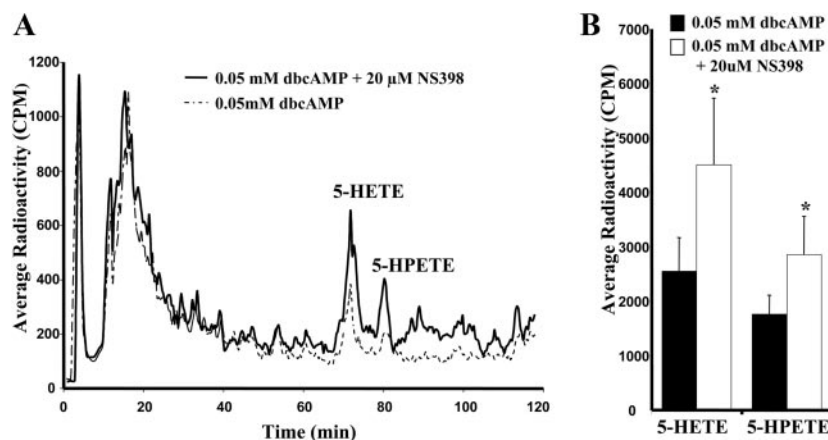 A
Average Radioactivity (CPM)
1200
1000
800
600
400
200
0
0.05 mM dbcAMP + 20 µM NS398
0.05mM dbcAMP
5-HETE
5-HPETE
0 20 40 60 80 100 120
Time (min)
B
Average Radioactivity (CPM)
7000
6000
5000
4000
3000
2000
1000
0
0.05 mM dbcAMP
0.05 mM dbcAMP
+ 20uM NS398
*
*
5-HETE 5-HPETE